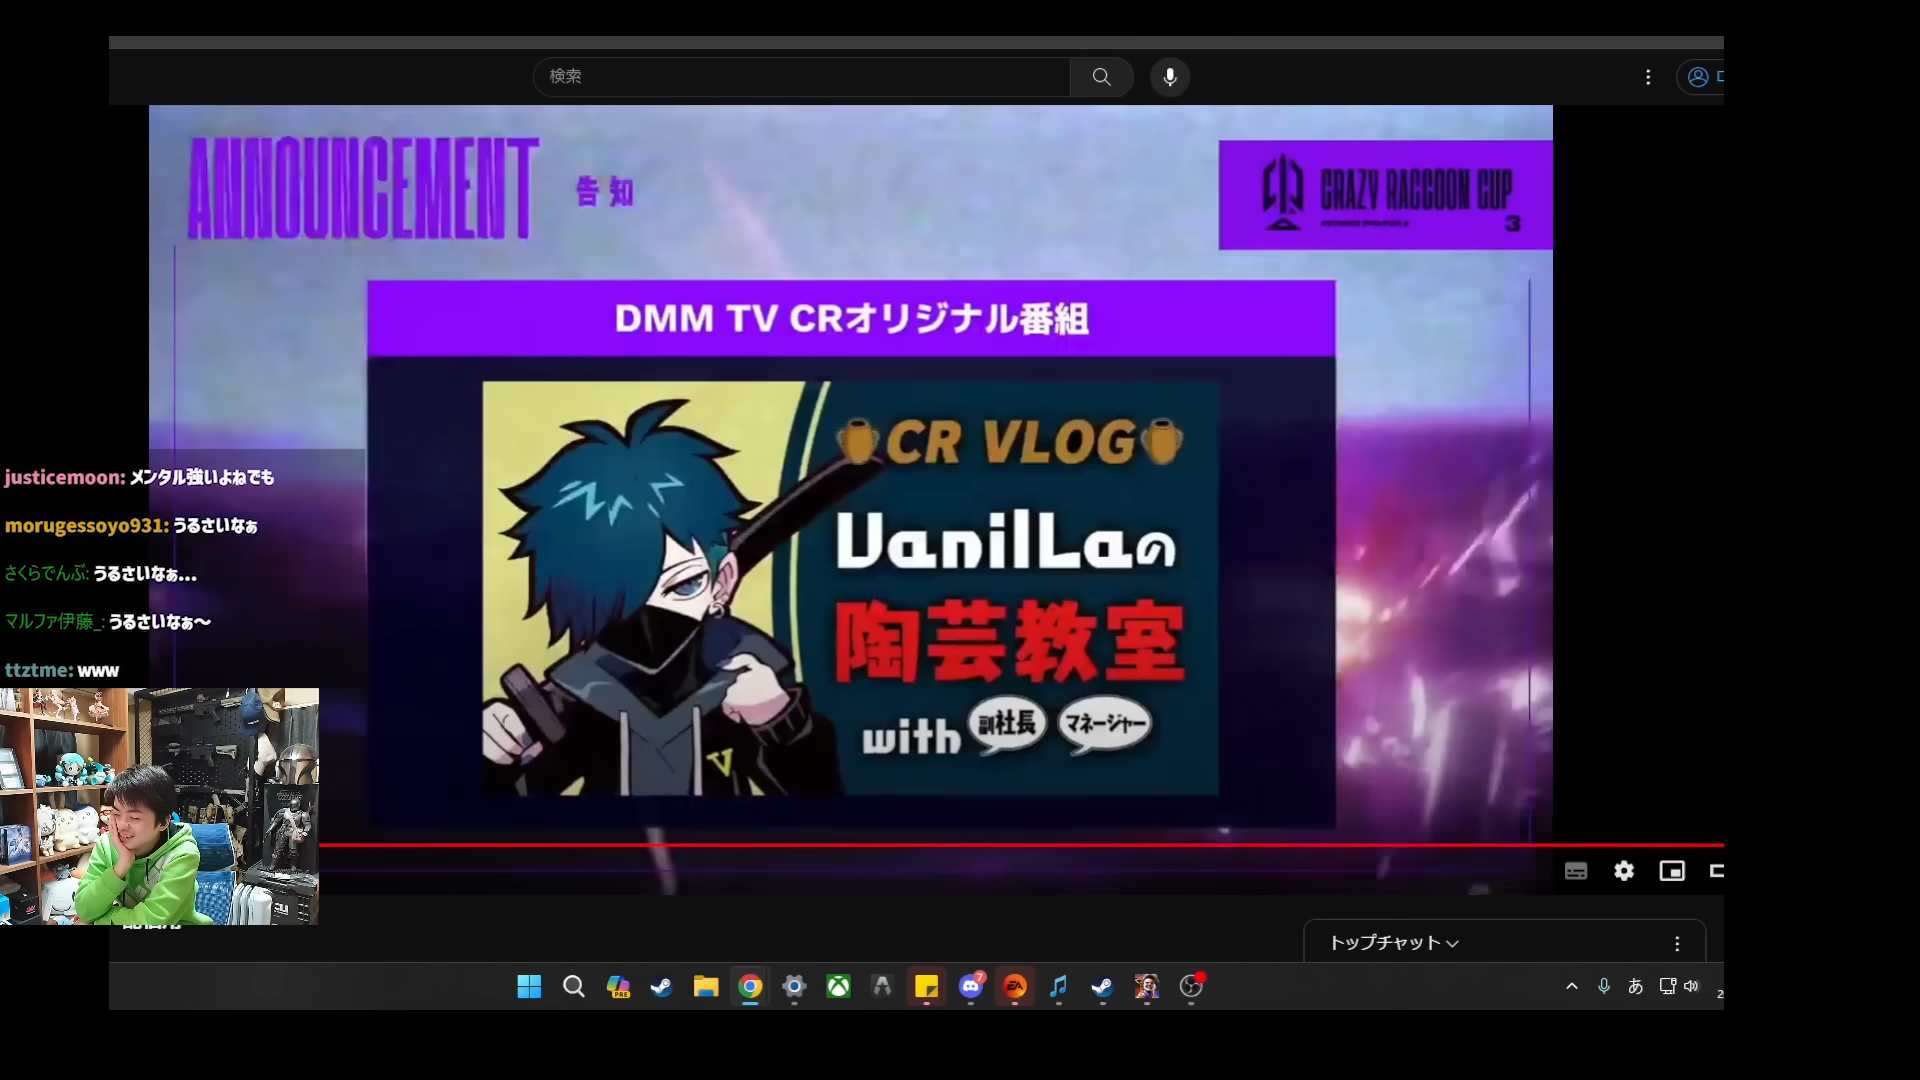 検索
ANNOUNCEMENT
告知
CRAZY RACCOON CUP
3
DMM TV CRオリジナル番組
CR VLOG
VanilLaの
陶芸教室
with 副社長 マネージャー
V
justicemoon: メンタル強いよねでも
morugessoyo931: うるさいなぁ
さくらでんぶ: うるさいなぁ...
マルファ伊藤_: うるさいなぁ〜
ttztme: www
トップチャット
PRE
7
EA
あ